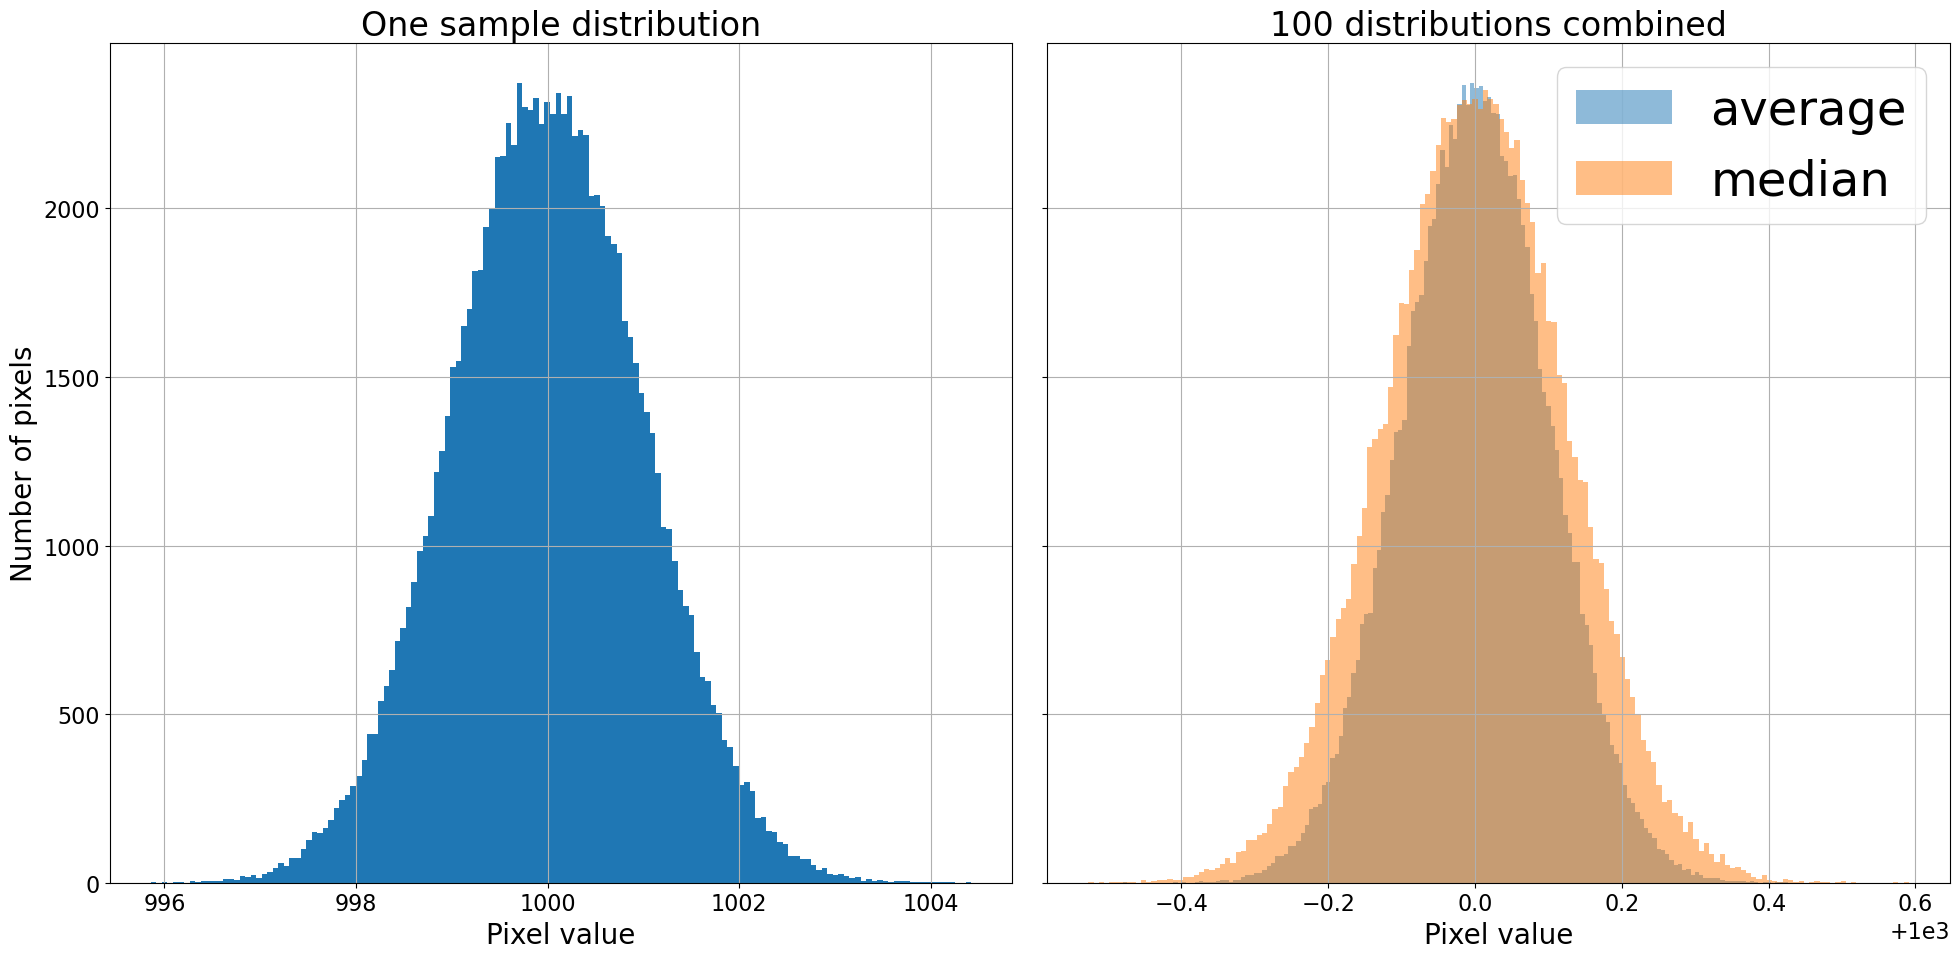 One sample distribution
100 distributions combined
average
median
Number of pixels
2000
1500
1000
500
0
996
998
1000
1002
1004
Pixel value
−0.4
−0.2
0.0
0.2
0.4
0.6
+1e3
Pixel value